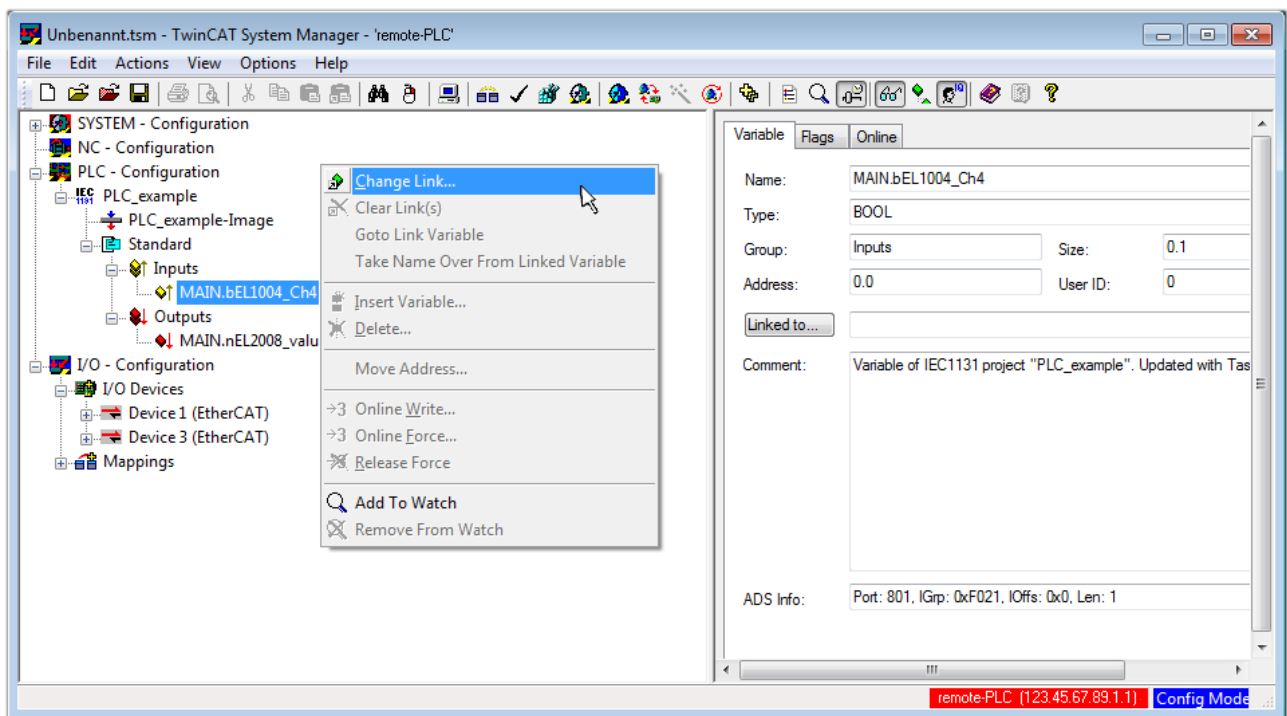 Unbenannt.tsm - TwinCAT System Manager - 'remote-PLC'
File Edit Actions View Options Help
SYSTEM - Configuration
NC - Configuration
PLC - Configuration
IEC 1131 PLC_example
PLC_example-Image
Standard
Inputs
MAIN.bEL1004_Ch4
Outputs
MAIN.nEL2008_valu
I/O - Configuration
I/O Devices
Device 1 (EtherCAT)
Device 3 (EtherCAT)
Mappings
Change Link...
Clear Link(s)
Goto Link Variable
Take Name Over From Linked Variable
Insert Variable...
Delete...
Move Address...
→3 Online Write...
→3 Online Force...
Release Force
Add To Watch
Remove From Watch
Variable Flags Online
Name: MAIN.bEL1004_Ch4
Type: BOOL
Group: Inputs Size: 0.1
Address: 0.0 User ID: 0
Linked to...
Comment: Variable of IEC1131 project "PLC_example". Updated with Tas
ADS Info: Port: 801, IGrp: 0xF021, IOffs: 0x0, Len: 1
remote-PLC (123.45.67.89.1.1) Config Mode